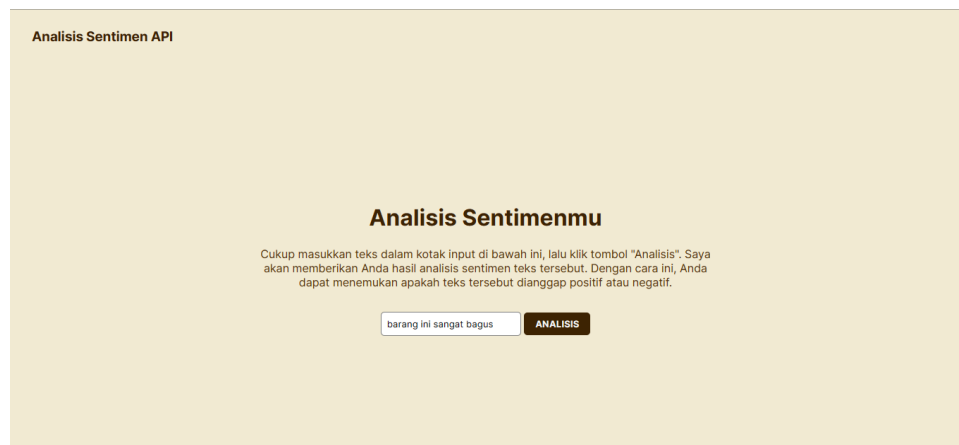 Analisis Sentimen API
Analisis Sentimenmu
Cukup masukkan teks dalam kotak input di bawah ini, lalu klik tombol "Analisis". Saya
akan memberikan Anda hasil analisis sentimen teks tersebut. Dengan cara ini, Anda
dapat menemukan apakah teks tersebut dianggap positif atau negatif.
barang ini sangat bagus
ANALISIS